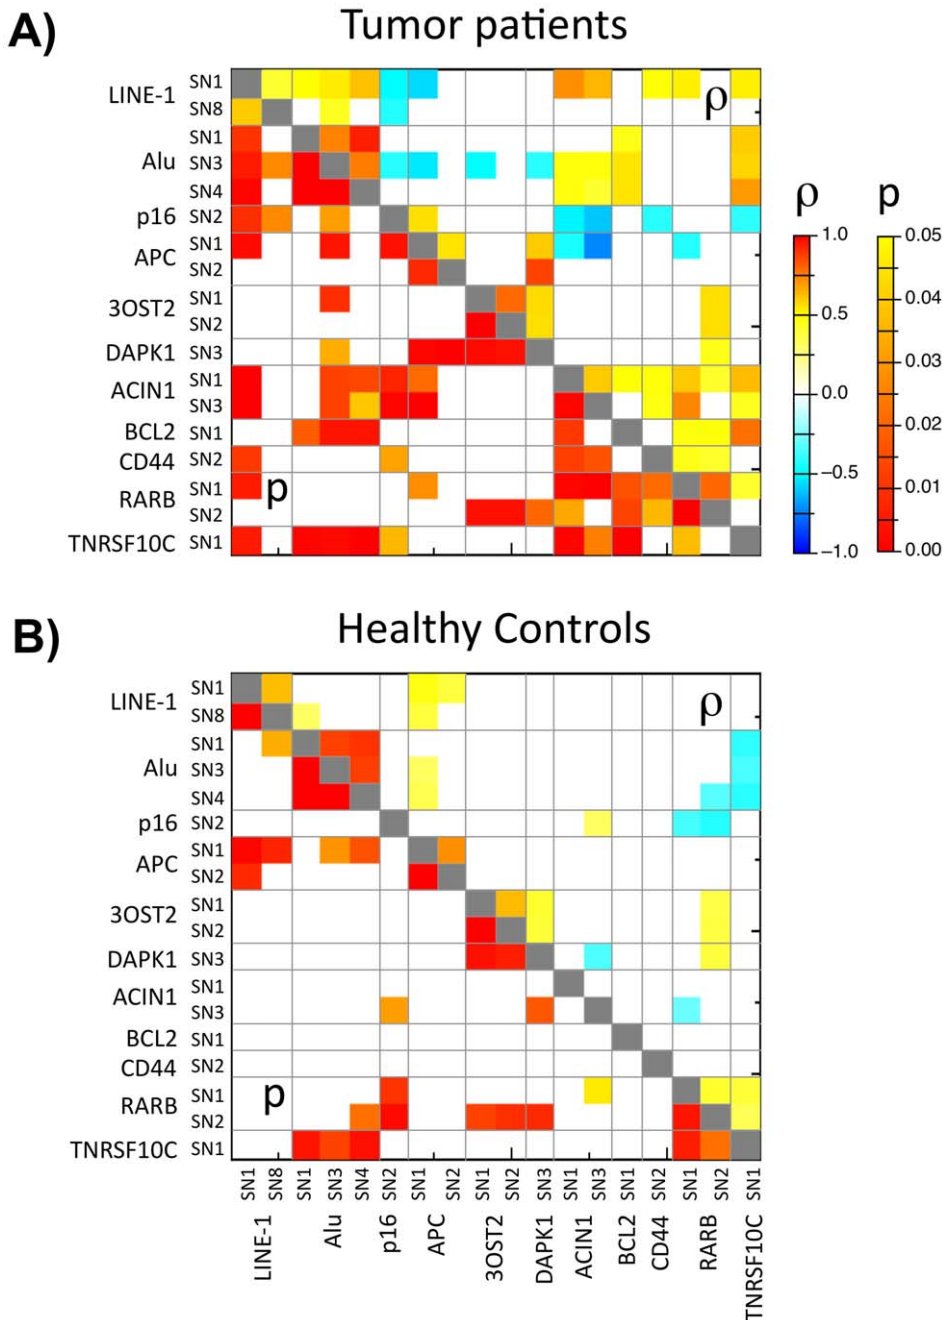 A)
Tumor patients
LINE-1 SN1
ρ
SN8
SN1
Alu SN3
SN4
p16 SN2
APC SN1
SN2
3OST2 SN1
SN2
DAPK1 SN3
ACIN1 SN1
SN3
BCL2 SN1
CD44 SN2
RARB SN1
p
SN2
TNRSF10C SN1
ρ p
1.0 0.05
0.04
0.5
0.03
0.0
0.02
−0.5
0.01
−1.0 0.00
B)
Healthy Controls
LINE-1 SN1
ρ
SN8
SN1
Alu SN3
SN4
p16 SN2
APC SN1
SN2
3OST2 SN1
SN2
DAPK1 SN3
ACIN1 SN1
SN3
BCL2 SN1
CD44 SN2
RARB SN1
p
SN2
TNRSF10C SN1
SN1 SN8 SN1 SN3 SN4 SN2 SN1 SN2 SN1 SN2 SN3 SN1 SN3 SN1 SN2 SN1 SN2 SN1
LINE-1 Alu p16 APC 3OST2 DAPK1 ACIN1 BCL2 CD44 RARB TNRSF10C